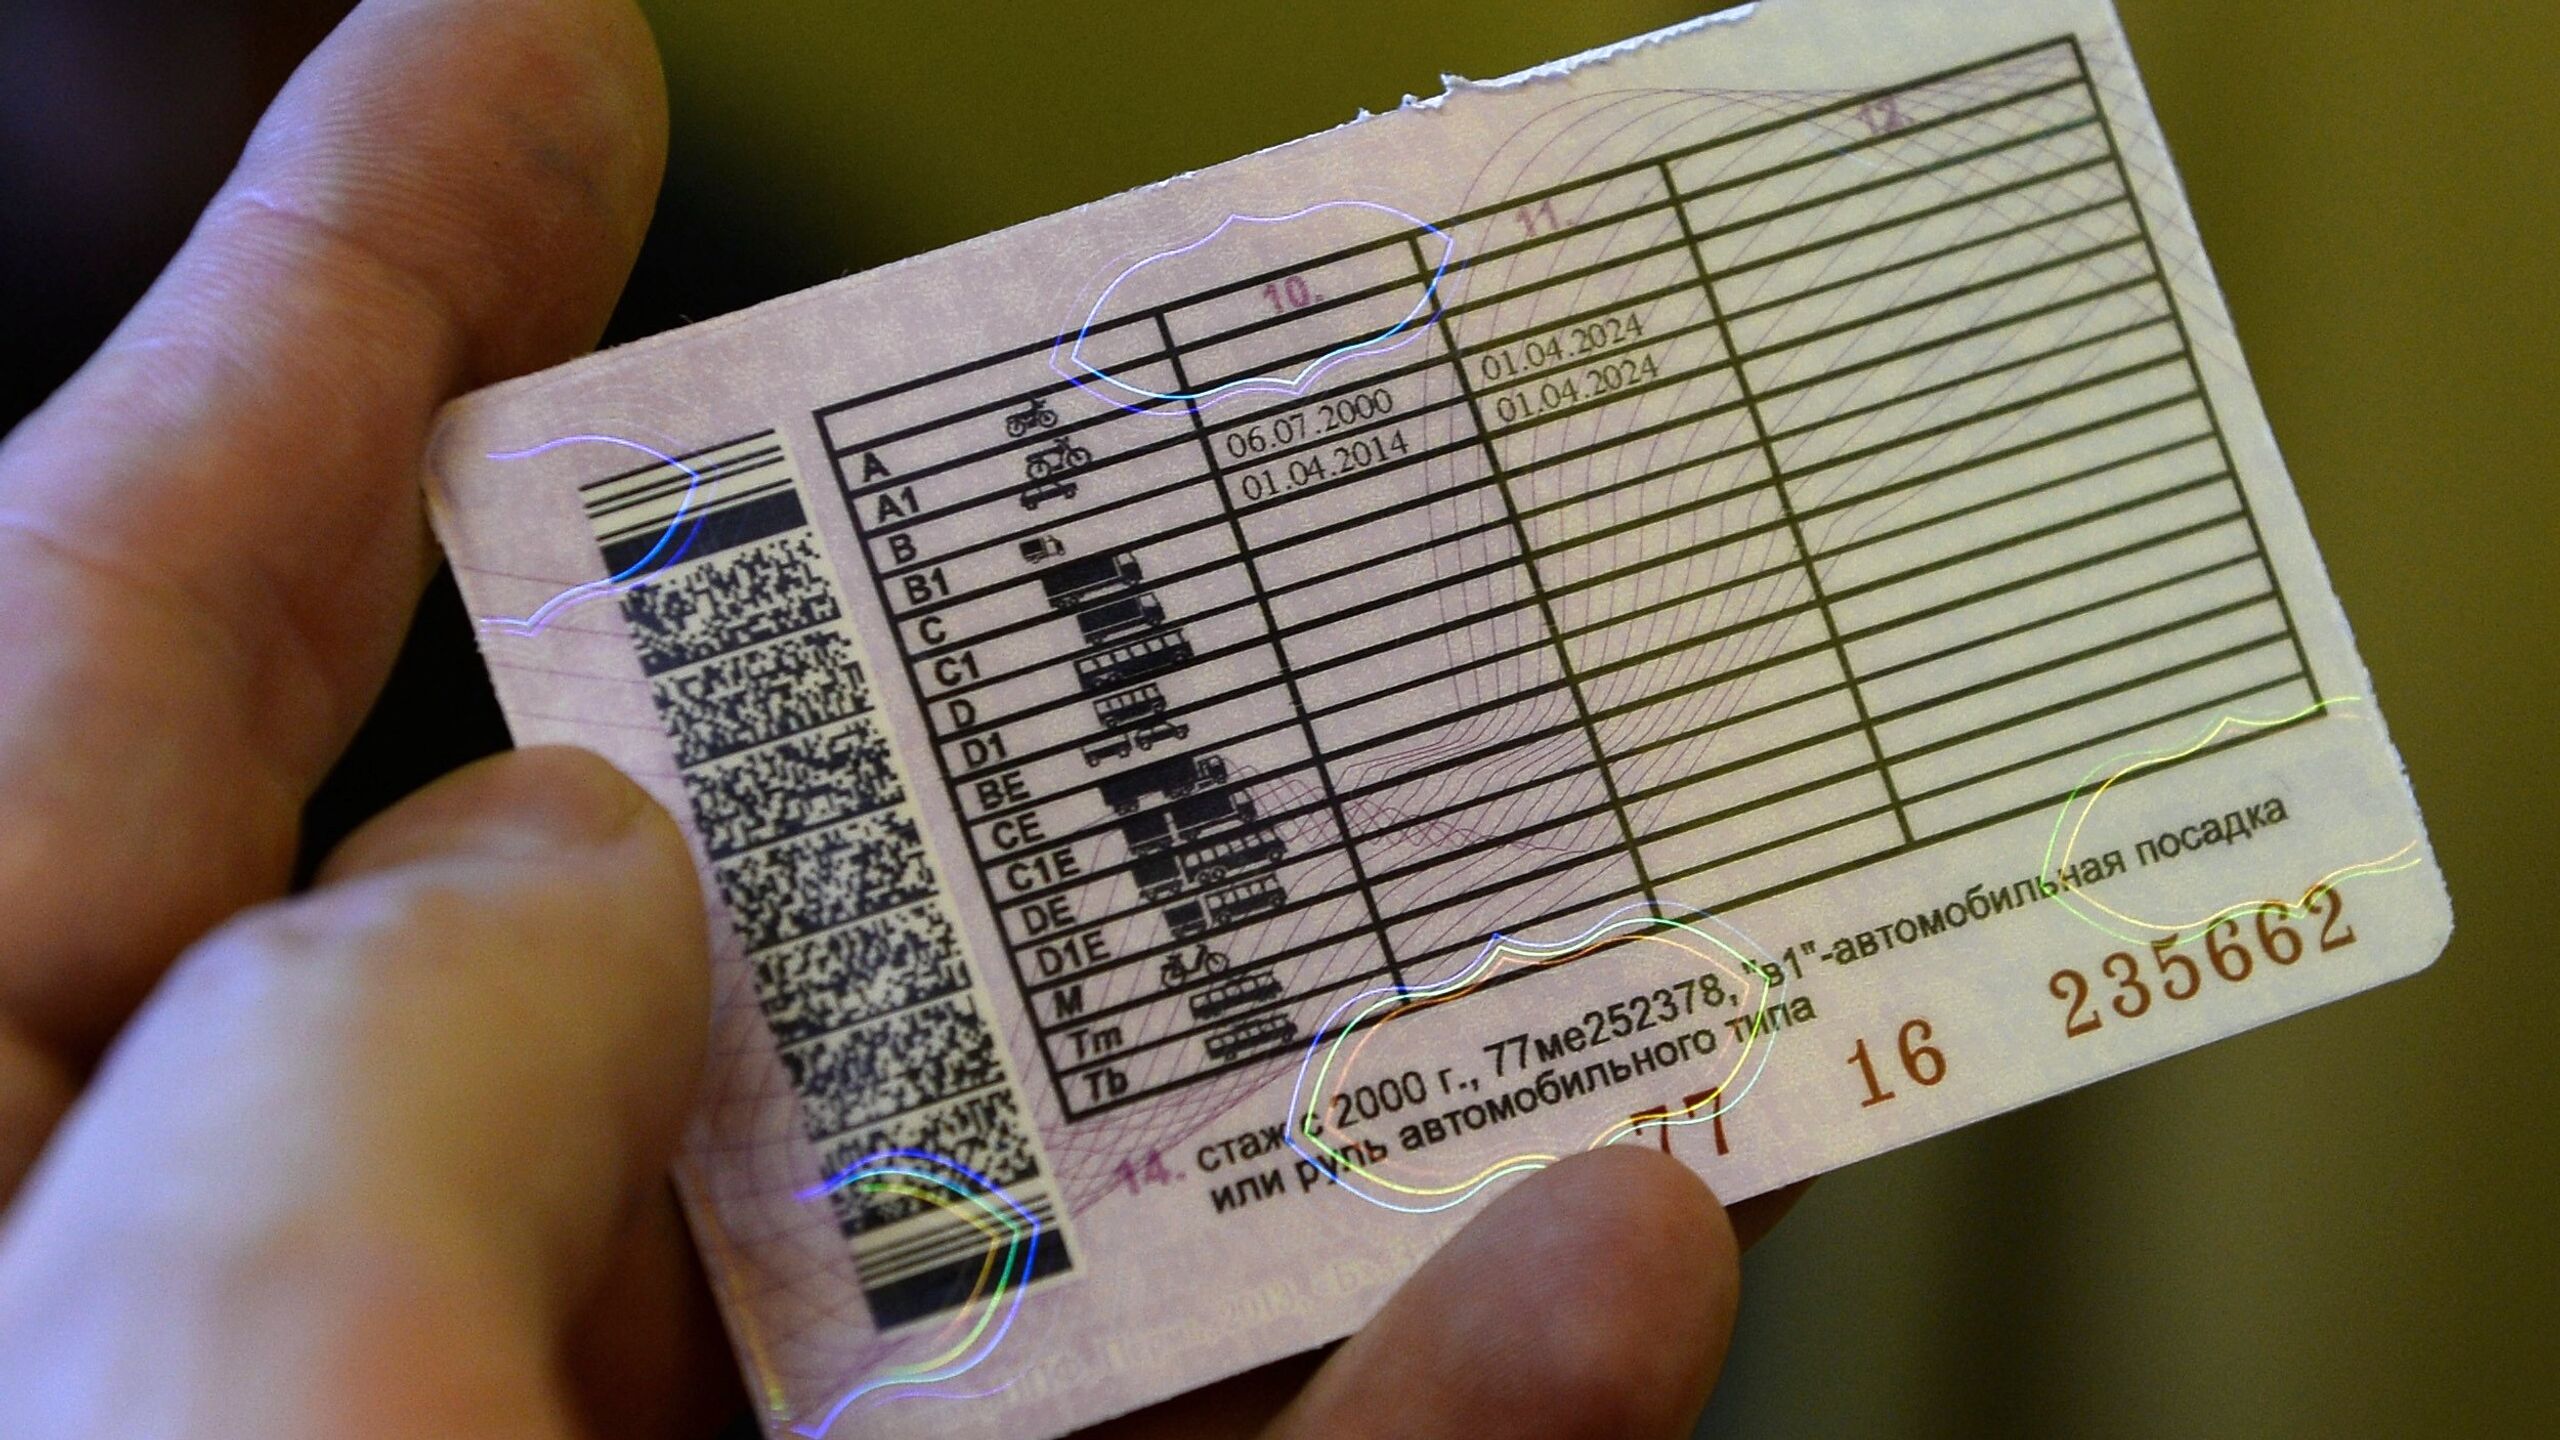 10. 11. 12.
A
A1
B 06.07.2000 01.04.2024
B1 01.04.2014 01.04.2024
C
C1
D
D1
BE
CE
C1E
DE
D1E
M
Tm
Tb
14. стаж с 2000 г., 77ме252378, "в1"-автомобильная посадка
или руль автомобильного типа
77 16 235662